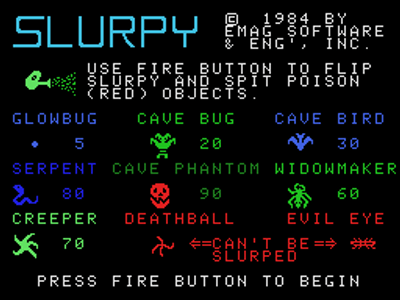 SLURPY
© 1984 BY
EMAG SOFTWARE
& ENG', INC.
USE FIRE BUTTON TO FLIP
SLURPY AND SPIT POISON
(RED) OBJECTS.
GLOWBUG CAVE BUG CAVE BIRD
5 20 30
SERPENT CAVE PHANTOM WIDOWMAKER
80 90 60
CREEPER DEATHBALL EVIL EYE
70 ⇐CAN'T BE⇒
SLURPED
PRESS FIRE BUTTON TO BEGIN